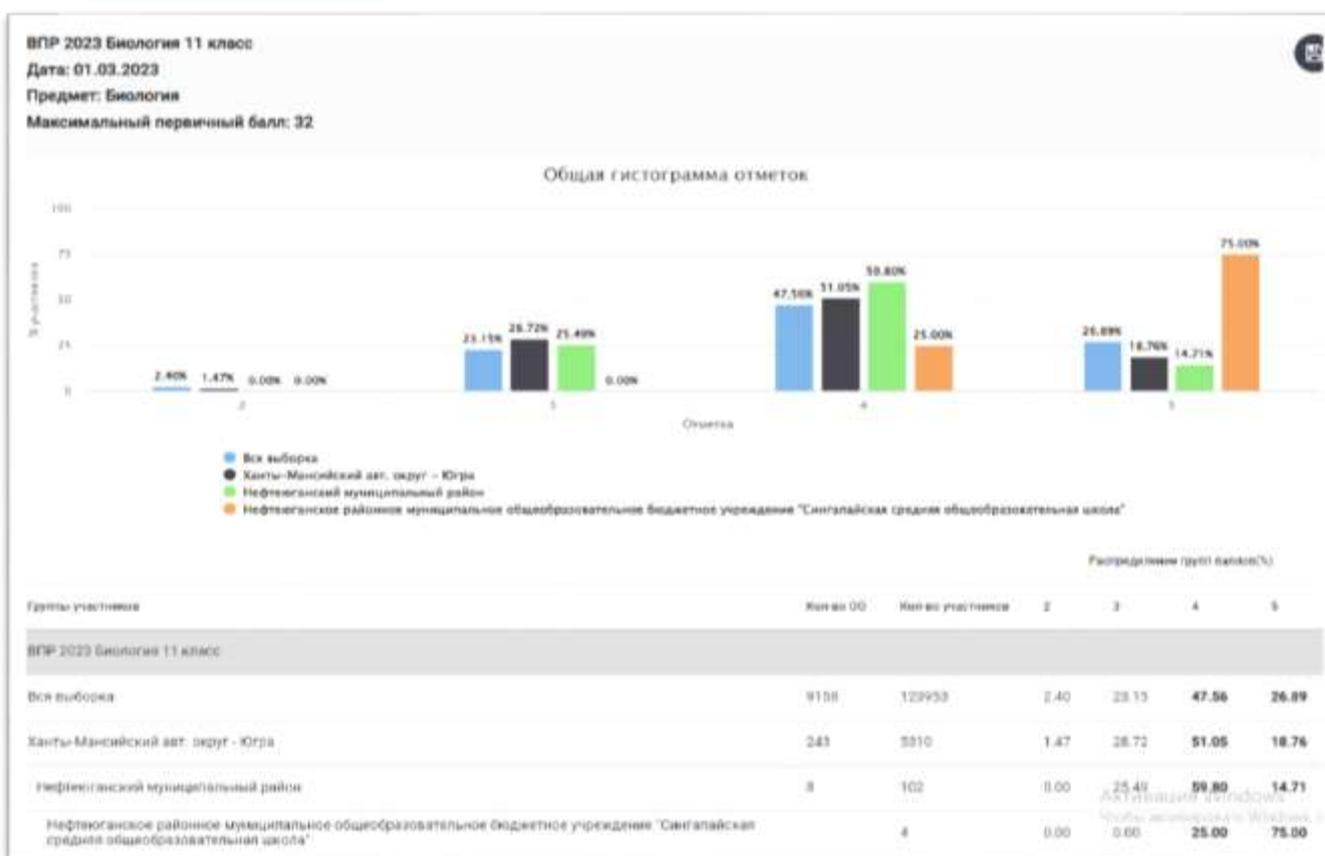 ВПР 2023 Биология 11 класс
Дата: 01.03.2023
Предмет: Биология
Максимальный первичный балл: 32
Общая гистограмма отметок
100
75
50
25
0
% участников
2.40% 1.47% 0.00% 0.00%
23.15% 28.72% 25.49% 0.00%
47.56% 51.05% 59.80% 25.00%
26.89% 18.76% 14.71% 75.00%
2 3 4 5
Отметка
Вся выборка
Ханты-Мансийский авт. округ – Югра
Нефтеюганский муниципальный район
Нефтеюганское районное муниципальное общеобразовательное бюджетное учреждение "Сингапайская средняя общеобразовательная школа"
Распределение групп баллов(%)
Группы участников Кол-во ОО Кол-во участников 2 3 4 5
ВПР 2023 Биология 11 класс
Вся выборка 2.40 23.15 47.56 26.89
Ханты-Мансийский авт. округ - Югра 243 5310 1.47 28.72 51.05 18.76
Нефтеюганский муниципальный район 8 102 0.00 25.49 59.80 14.71
Нефтеюганское районное муниципальное общеобразовательное бюджетное учреждение "Сингапайская
средняя общеобразовательная школа" 4 0.00 0.00 25.00 75.00
Активация Windows